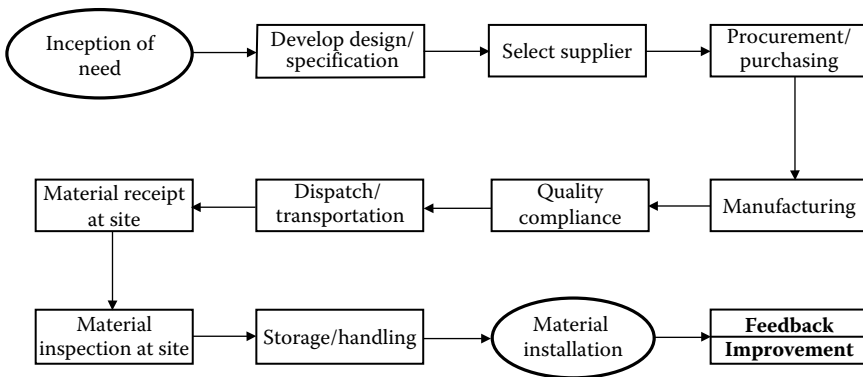 Inception of
need
Develop design/
specification
Select supplier
Procurement/
purchasing
Manufacturing
Quality
compliance
Dispatch/
transportation
Material receipt
at site
Material
inspection at site
Storage/handling
Material
installation
Feedback
Improvement